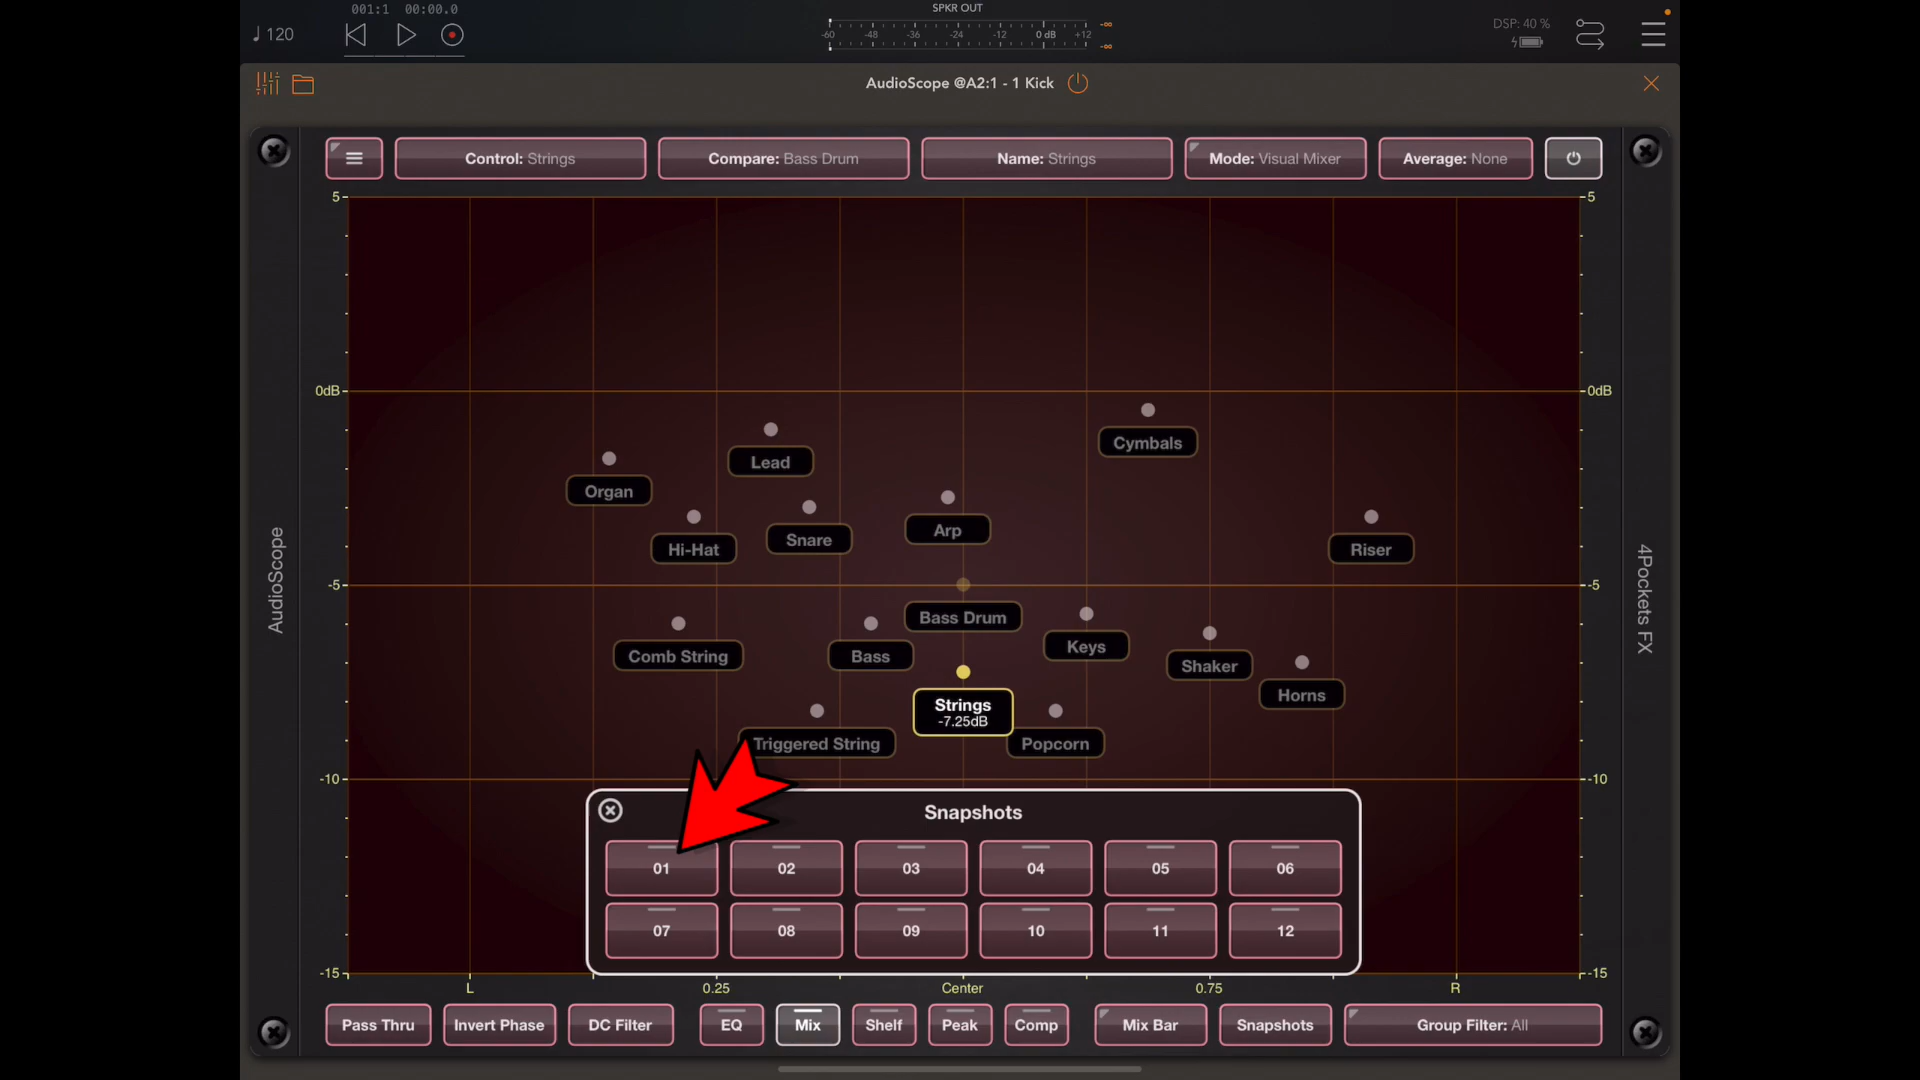 001:1 00:00.0
SPKR OUT
120
-60 -48 -36 -24 -12 0 dB +12
-∞
-∞
DSP: 40 %
AudioScope @A2:1 - 1 Kick
Control: Strings
Compare: Bass Drum
Name: Strings
Mode: Visual Mixer
Average: None
5
5
0dB
0dB
Cymbals
Lead
Organ
Arp
Snare
Hi-Hat
Riser
-5
-5
Bass Drum
Keys
Comb String
Bass
Shaker
Horns
Strings
-7.25dB
Triggered String
Popcorn
-10
-10
AudioScope
4Pockets FX
Snapshots
01 02 03 04 05 06
07 08 09 10 11 12
-15
-15
L 0.25 Center 0.75 R
Pass Thru
Invert Phase
DC Filter
EQ
Mix
Shelf
Peak
Comp
Mix Bar
Snapshots
Group Filter: All